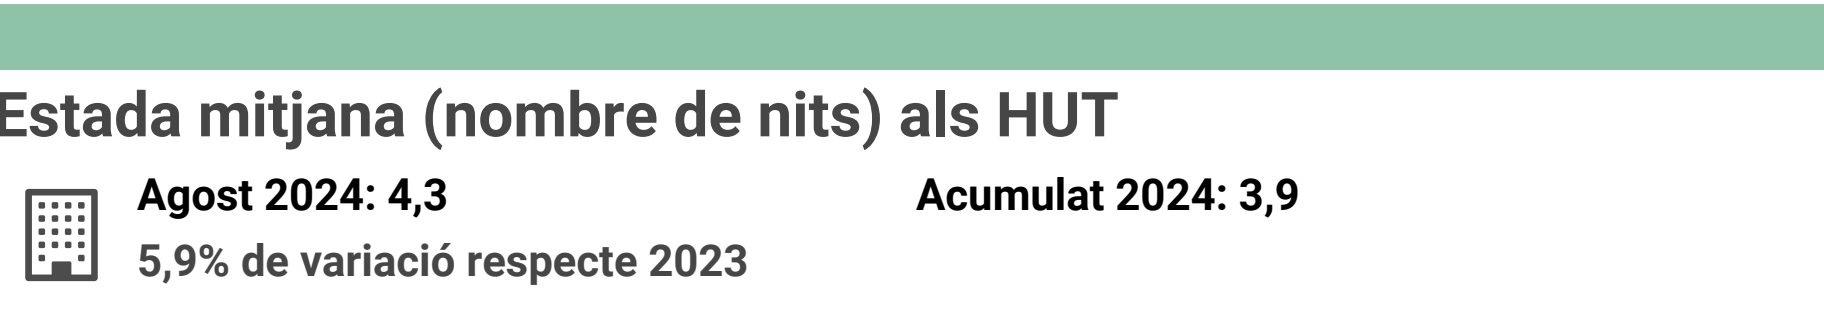 Estada mitjana (nombre de nits) als HUT
Agost 2024: 4,3
Acumulat 2024: 3,9
5,9% de variació respecte 2023